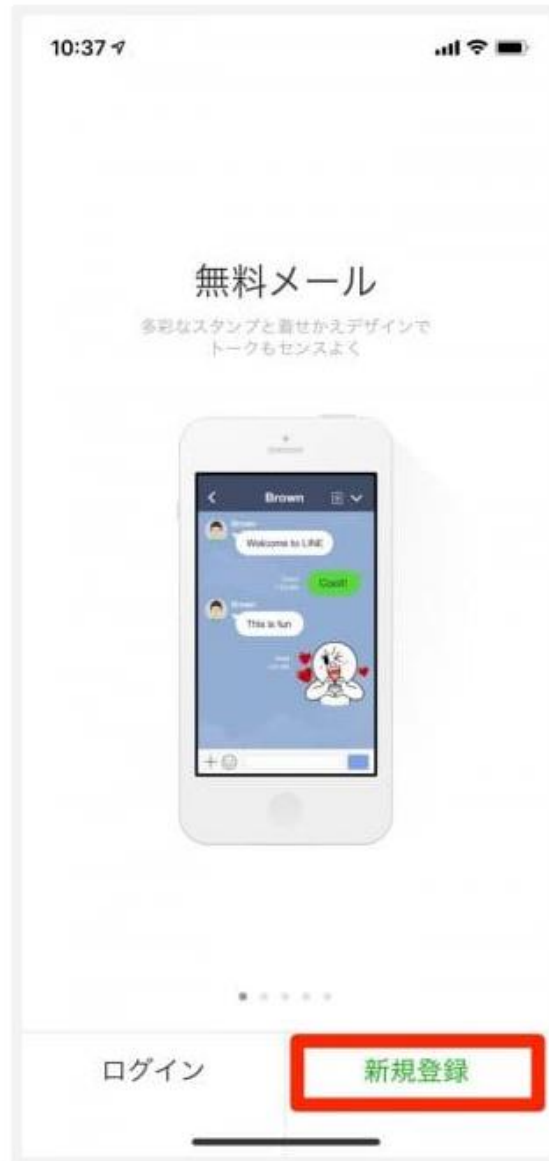 10:37
無料メール
多彩なスタンプと着せかえデザインで
トークもセンスよく
Brown
Welcome to LINE
Cool!!
This is fun
ログイン
新規登録